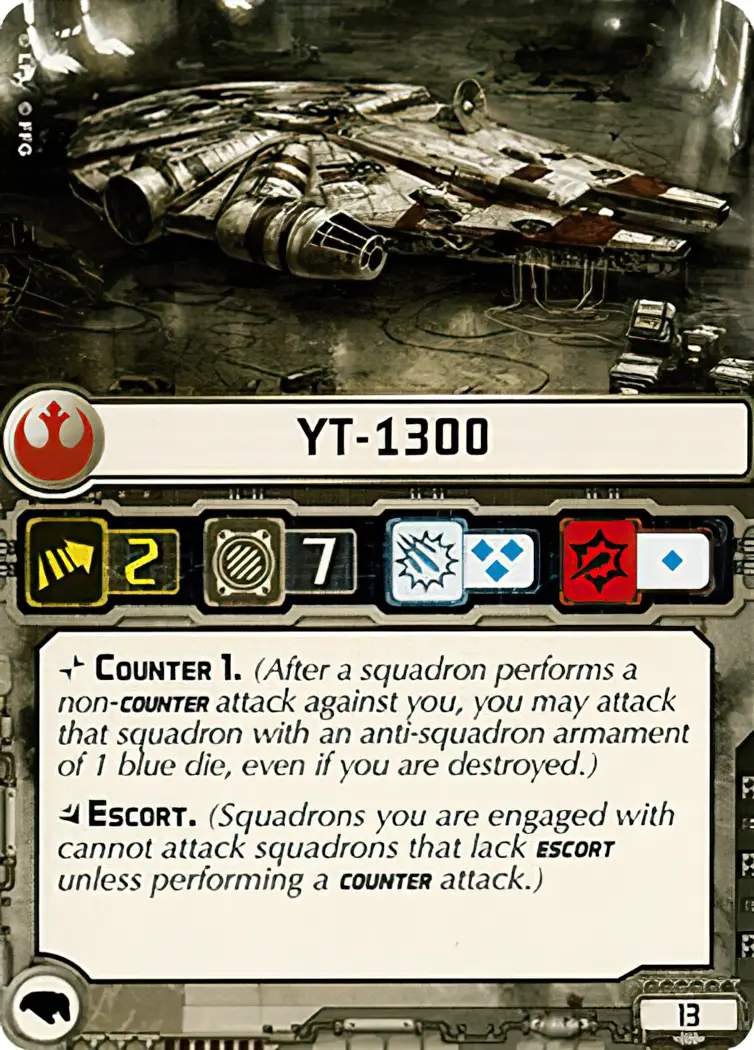 © LFL © FFG
YT-1300
2
7
COUNTER 1. (After a squadron performs a
non-COUNTER attack against you, you may attack
that squadron with an anti-squadron armament
of 1 blue die, even if you are destroyed.)
ESCORT. (Squadrons you are engaged with
cannot attack squadrons that lack ESCORT
unless performing a COUNTER attack.)
13